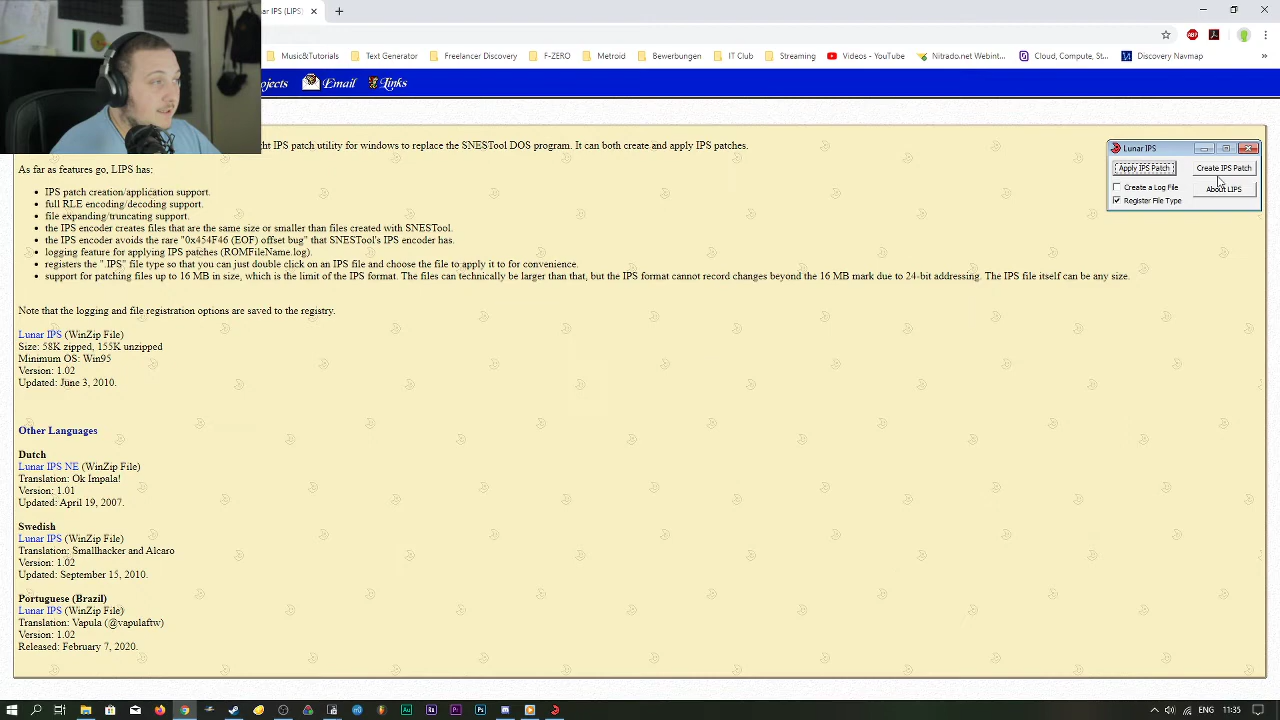 nar IPS (LIPS)
Music&Tutorials
Text Generator
Freelancer Discovery
F-ZERO
Metroid
Bewerbungen
IT Club
Streaming
Videos - YouTube
Nitrado.net Webint...
Cloud, Compute, St...
Discovery Navmap
ojects
Email
Links
ght IPS patch utility for windows to replace the SNESTool DOS program. It can both create and apply IPS patches.
As far as features go, LIPS has:
IPS patch creation/application support.
full RLE encoding/decoding support.
file expanding/truncating support.
the IPS encoder creates files that are the same size or smaller than files created with SNESTool.
the IPS encoder avoids the rare "0x454F46 (EOF) offset bug" that SNESTool's IPS encoder has.
logging feature for applying IPS patches (ROMFileName.log).
registers the ".IPS" file type so that you can just double click on an IPS file and choose the file to apply it to for convenience.
support for patching files up to 16 MB in size, which is the limit of the IPS format. The files can technically be larger than that, but the IPS format cannot record changes beyond the 16 MB mark due to 24-bit addressing. The IPS file itself can be any size.
Note that the logging and file registration options are saved to the registry.
Lunar IPS (WinZip File)
Size: 58K zipped, 155K unzipped
Minimum OS: Win95
Version: 1.02
Updated: June 3, 2010.
Other Languages
Dutch
Lunar IPS NE (WinZip File)
Translation: Ok Impala!
Version: 1.01
Updated: April 19, 2007.
Swedish
Lunar IPS (WinZip File)
Translation: Smallhacker and Alcaro
Version: 1.02
Updated: September 15, 2010.
Portuguese (Brazil)
Lunar IPS (WinZip File)
Translation: Vapula (@vapulaftw)
Version: 1.02
Released: February 7, 2020.
Lunar IPS
Apply IPS Patch
Create IPS Patch
Create a Log File
About LIPS
Register File Type
ENG
11:35